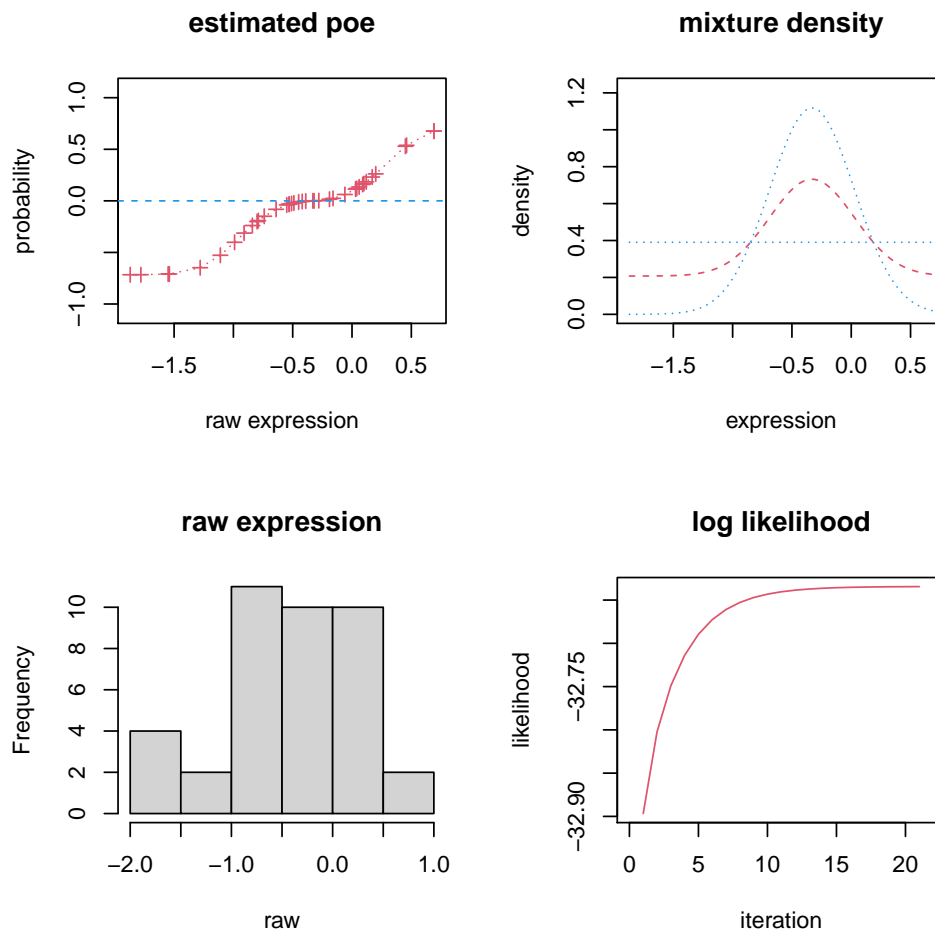 estimated poe
probability
1.0
0.5
0.0
−1.0
−1.5
−0.5
0.0
0.5
raw expression
mixture density
density
1.2
0.8
0.4
0.0
−1.5
−0.5
0.0
0.5
expression
raw expression
Frequency
10
8
6
4
2
0
−2.0
−1.0
0.0
1.0
raw
log likelihood
likelihood
−32.75
−32.90
0
5
10
15
20
iteration